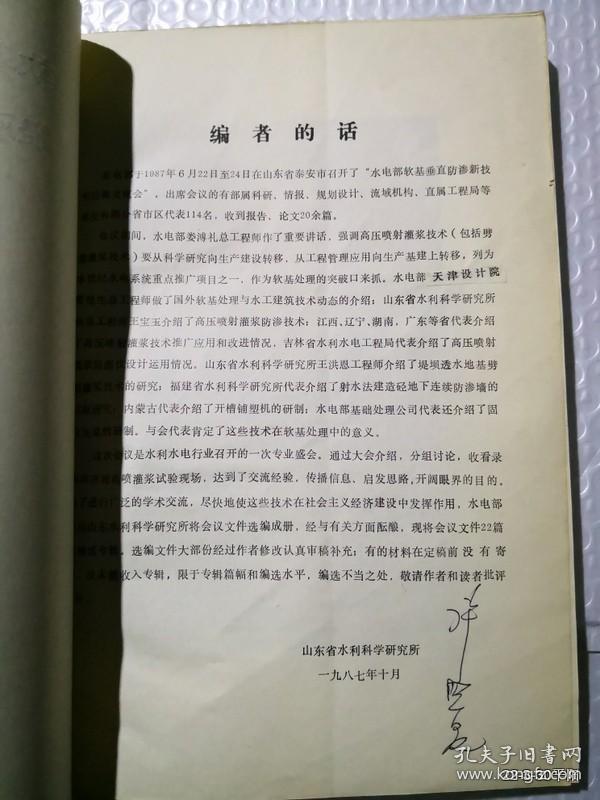 编者的话
于1987年6月22日至24日在山东省泰安市召开了“水电部软基垂直防渗新技
会”，出席会议的有部属科研、情报、规划设计、流域机构、直属工程局等
省市区代表114名，收到报告、论文20余篇。
会议期间，水电部娄溥礼总工程师作了重要讲话，强调高压喷射灌浆技术(包括劈
灌浆技术)要从科学研究向生产建设转移，从工程管理应用向生产基建上转移，列为
系统重点推广项目之一，作为软基处理的突破口来抓。水电部天津设计院
总工程师做了国外软基处理与水工建筑技术动态的介绍；山东省水利科学研究所
总工程师王宝玉介绍了高压喷射灌浆防渗技术；江西、辽宁、湖南，广东等省代表介绍
了高压喷射灌浆技术推广应用和改进情况，吉林省水利水电工程局代表介绍了高压喷射
设计运用情况。山东省水利科学研究所王洪恩工程师介绍了堤坝透水地基劈
技术的研究；福建省水利科学研究所代表介绍了射水法建造砼地下连续防渗墙的
内蒙古代表介绍了开槽铺塑机的研制；水电部基础处理公司代表还介绍了固
研制。与会代表肯定了这些技术在软基处理中的意义。
这次会议是水利水电行业召开的一次专业盛会。通过大会介绍，分组讨论，收看录
喷灌浆试验现场，达到了交流经验，传播信息，启发思路，开阔眼界的目的。
进行广泛的学术交流，尽快地使这些技术在社会主义经济建设中发挥作用，水电部
山东水利科学研究所将会议文件选编成册，经与有关方面酝酿，现将会议文件22篇
选编文件大部份经过作者修改认真审稿补充；有的材料在定稿前没有寄
收入专辑，限于专辑篇幅和编选水平，编选不当之处，敬请作者和读者批评
山东省水利科学研究所
一九八七年十月
孔夫子旧书网